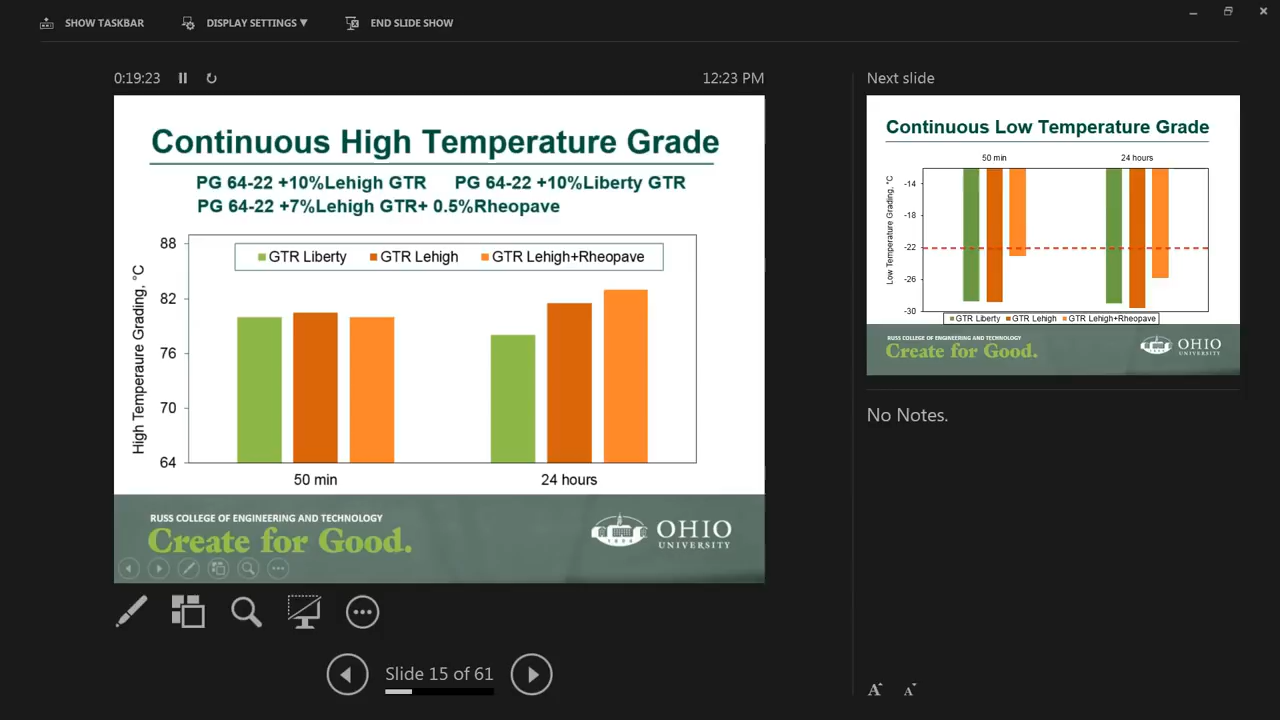 SHOW TASKBAR
DISPLAY SETTINGS ▼
END SLIDE SHOW
0:19:23
12:23 PM
Continuous High Temperature Grade
PG 64-22 +10%Lehigh GTR PG 64-22 +10%Liberty GTR
PG 64-22 +7%Lehigh GTR+ 0.5%Rheopave
GTR Liberty GTR Lehigh GTR Lehigh+Rheopave
High Temperaure Grading, °C
88
82
76
70
64
50 min 24 hours
RUSS COLLEGE OF ENGINEERING AND TECHNOLOGY
Create for Good.
1804
OHIO
UNIVERSITY
Slide 15 of 61
Next slide
Continuous Low Temperature Grade
50 min 24 hours
Low Temperature Grading, °C
-14
-18
-22
-26
-30
GTR Liberty GTR Lehigh GTR Lehigh+Rheopave
RUSS COLLEGE OF ENGINEERING AND TECHNOLOGY
Create for Good.
OHIO
UNIVERSITY
No Notes.
A A